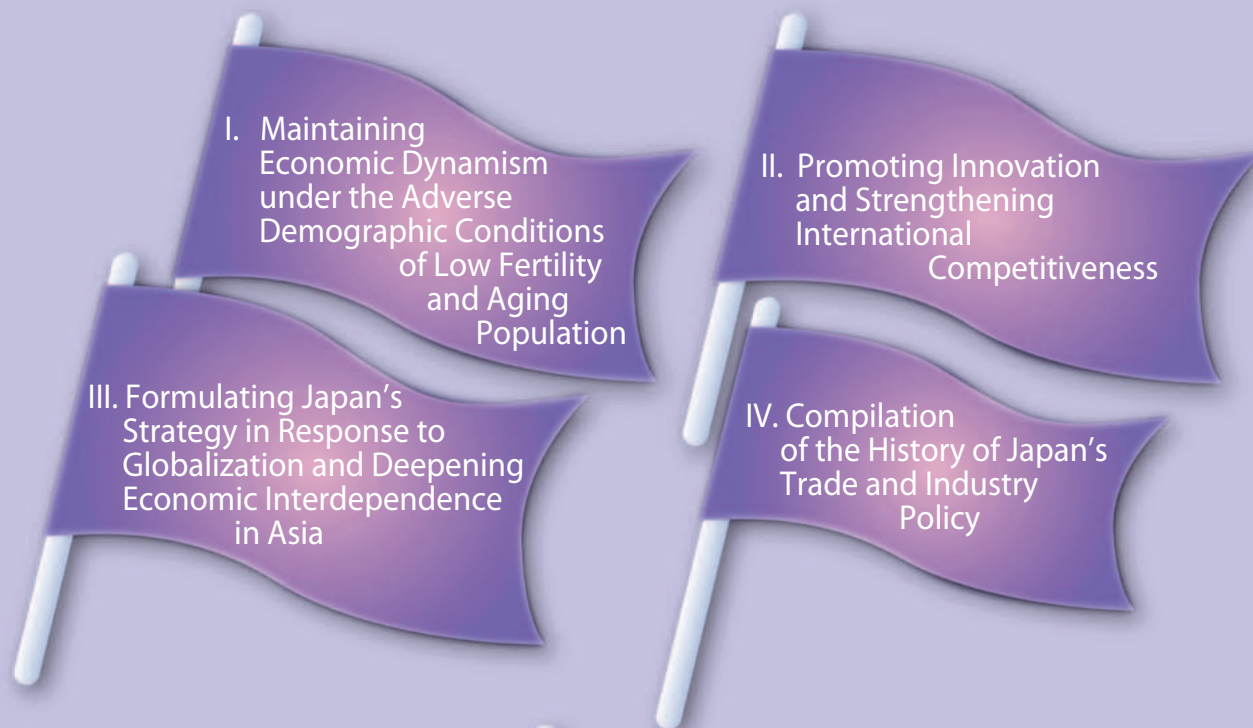 I. Maintaining
Economic Dynamism
under the Adverse
Demographic Conditions
of Low Fertility
and Aging
Population
II. Promoting Innovation
and Strengthening
International
Competitiveness
III. Formulating Japan’s
Strategy in Response to
Globalization and Deepening
Economic Interdependence
in Asia
IV. Compilation
of the History of Japan’s
Trade and Industry
Policy